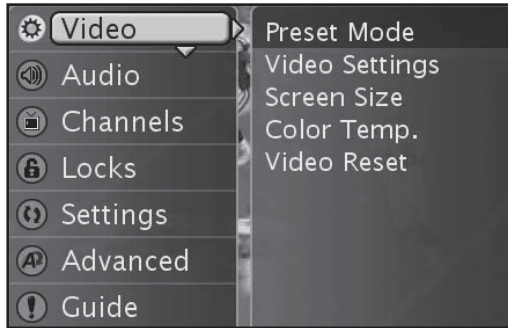 Video
Audio
Channels
Locks
Settings
Advanced
Guide
Preset Mode
Video Settings
Screen Size
Color Temp.
Video Reset